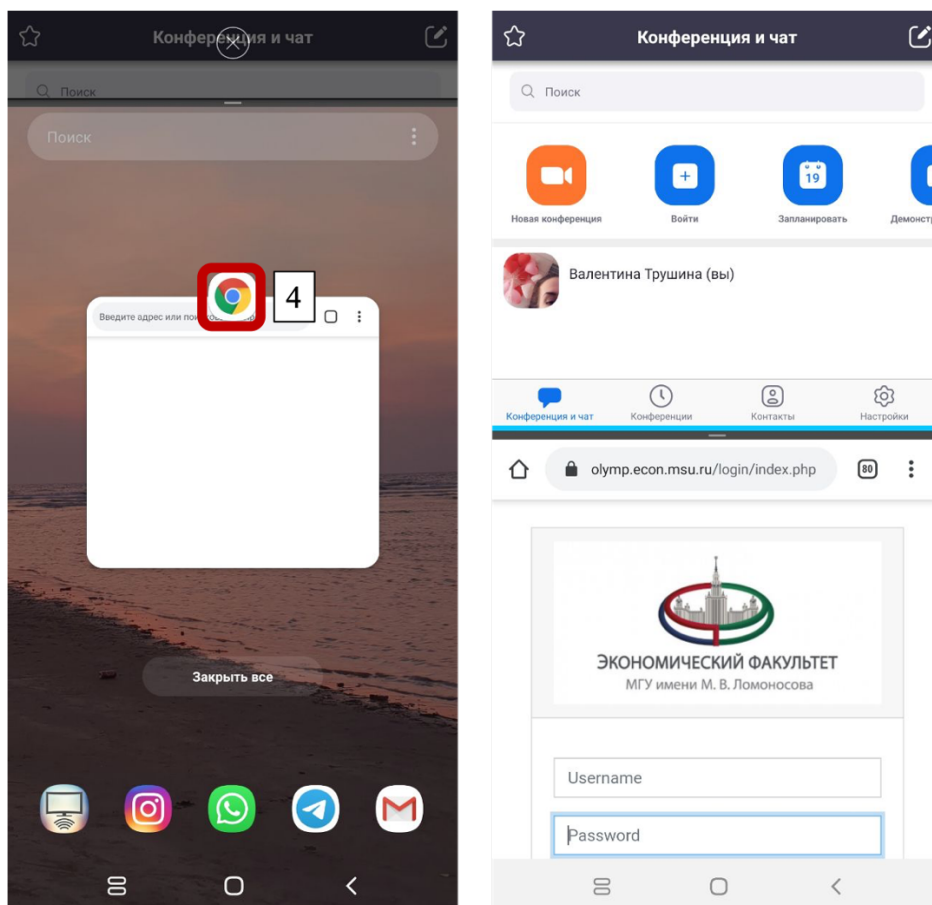 Конференция и чат
Поиск
Поиск
4
Введите адрес или
Закрыть все
Конференция и чат
Поиск
19
Новая конференция
Войти
Запланировать
Валентина Трушина (вы)
Конференция и чат
Конференции
Контакты
Настройки
olymp.econ.msu.ru/login/index.php
80
ЭКОНОМИЧЕСКИЙ ФАКУЛЬТЕТ
МГУ имени М. В. Ломоносова
Username
Password